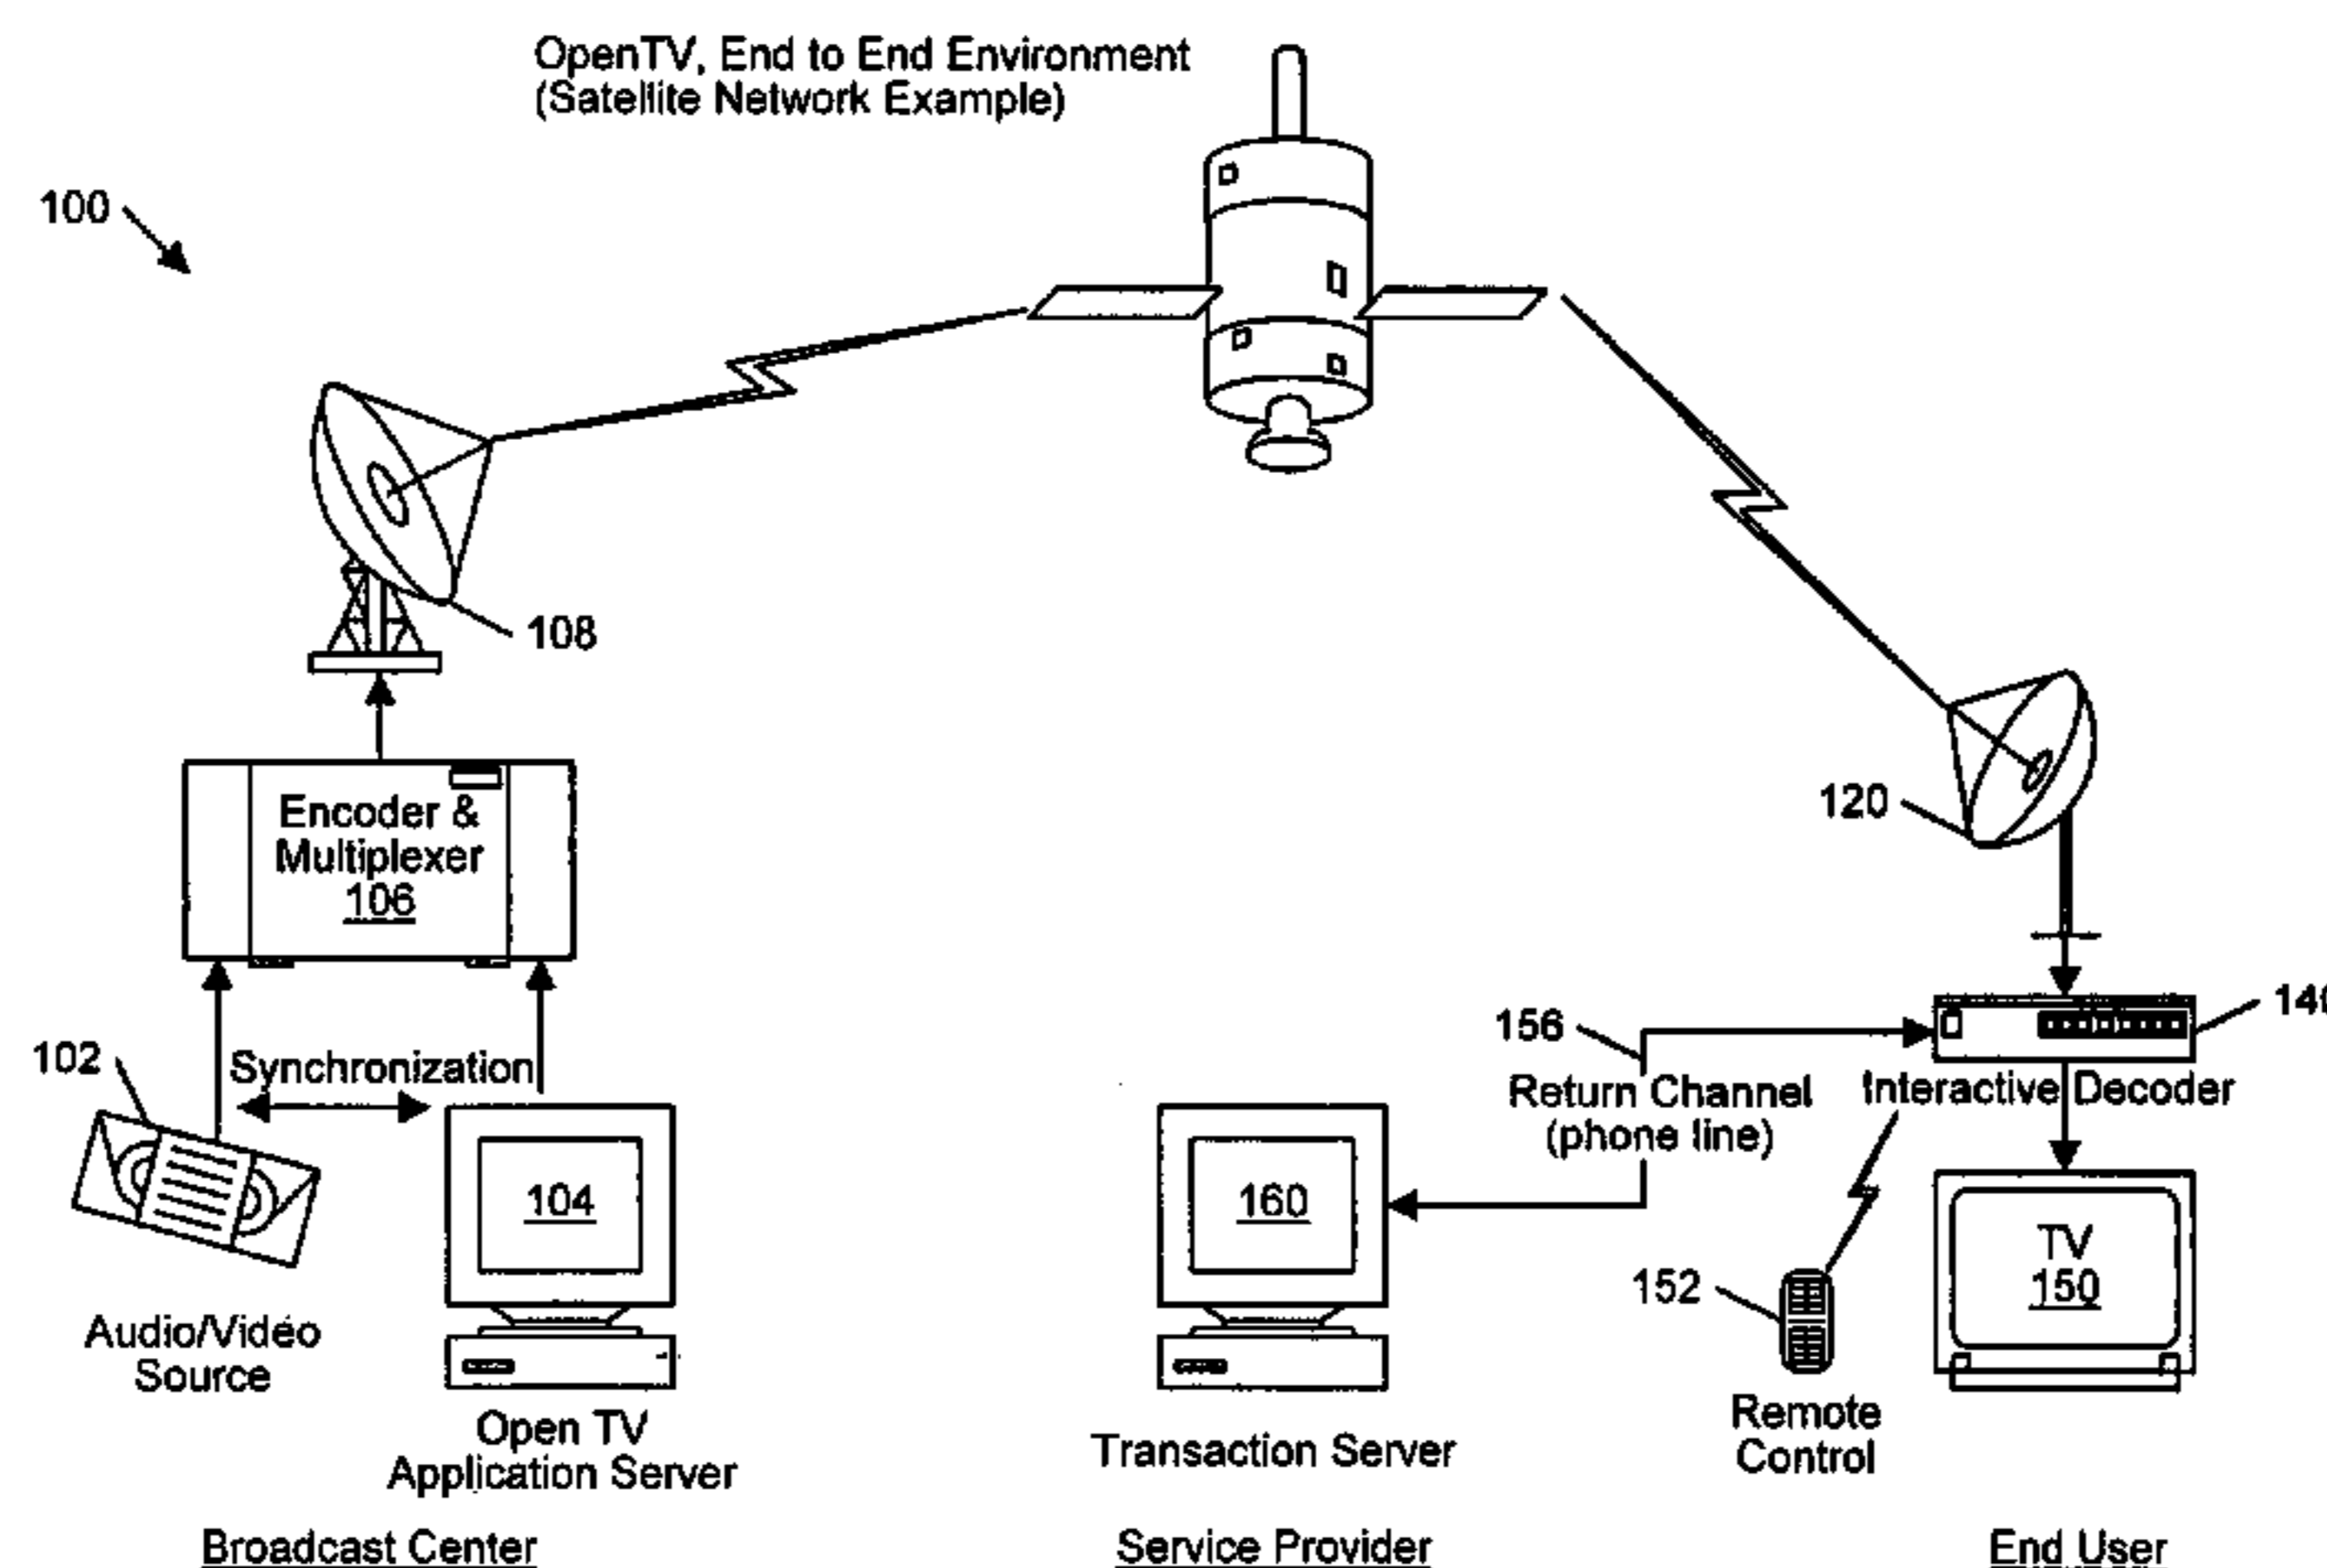 OpenTV, End to End Environment
(Satellite Network Example)
100
108
Encoder &
Multiplexer
106
120
140
156
102
Synchronization
Return Channel
(phone line)
Interactive Decoder
104
160
152
TV
150
Audio/Video
Source
Open TV
Application Server
Transaction Server
Remote
Control
Broadcast Center
Service Provider
End User